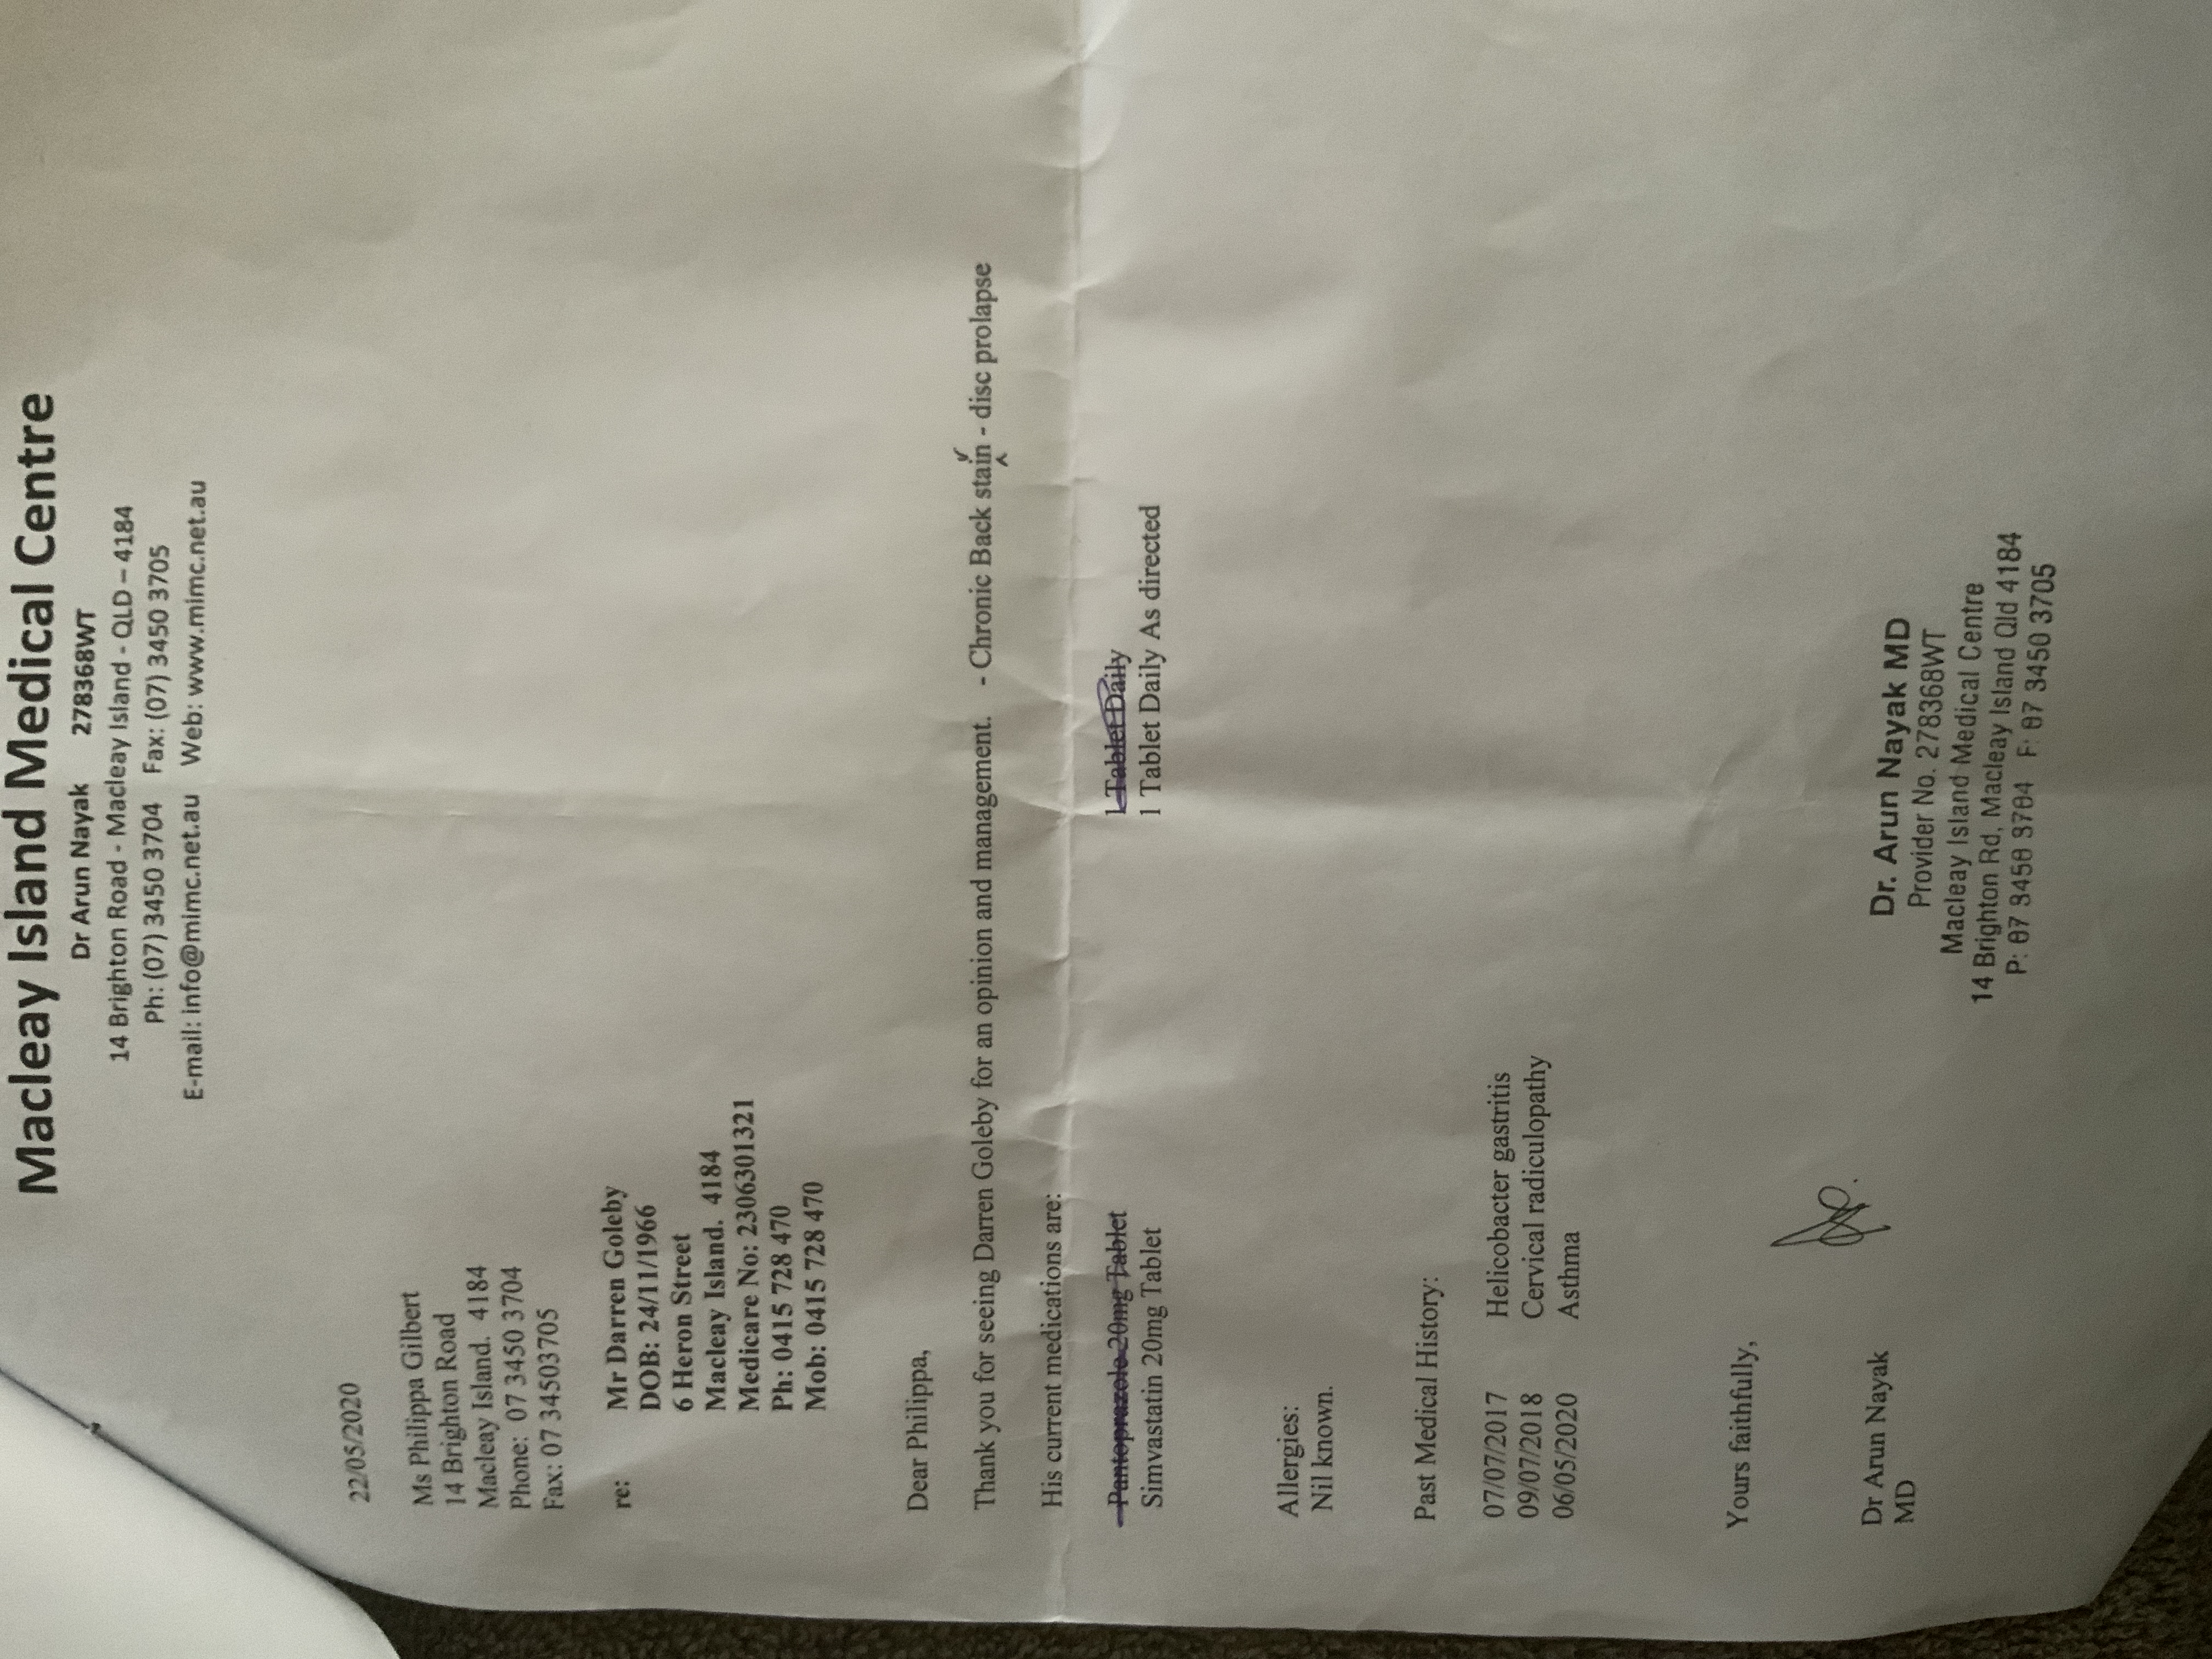 Macleay Island Medical Centre
Dr Arun Nayak 278368WT
14 Brighton Road - Macleay Island - QLD – 4184
Ph: (07) 3450 3704 Fax: (07) 3450 3705
E-mail: info@mimc.net.au Web: www.mimc.net.au
22/05/2020
Ms Philippa Gilbert
14 Brighton Road
Macleay Island. 4184
Phone: 07 3450 3704
Fax: 07 34503705
re: Mr Darren Goleby
DOB: 24/11/1966
6 Heron Street
Macleay Island. 4184
Medicare No: 2306301321
Ph: 0415 728 470
Mob: 0415 728 470
Dear Philippa,
Thank you for seeing Darren Goleby for an opinion and management. - Chronic Back stain - disc prolapse
His current medications are:
Pantoprazole 20mg Tablet 1 Tablet Daily
Simvastatin 20mg Tablet 1 Tablet Daily As directed
Allergies:
Nil known.
Past Medical History:
07/07/2017 Helicobacter gastritis
09/07/2018 Cervical radiculopathy
06/05/2020 Asthma
Yours faithfully,
Dr Arun Nayak
MD
Dr. Arun Nayak MD
Provider No. 278368WT
Macleay Island Medical Centre
14 Brighton Rd, Macleay Island Qld 4184
P: 07 3450 3704 F: 07 3450 3705